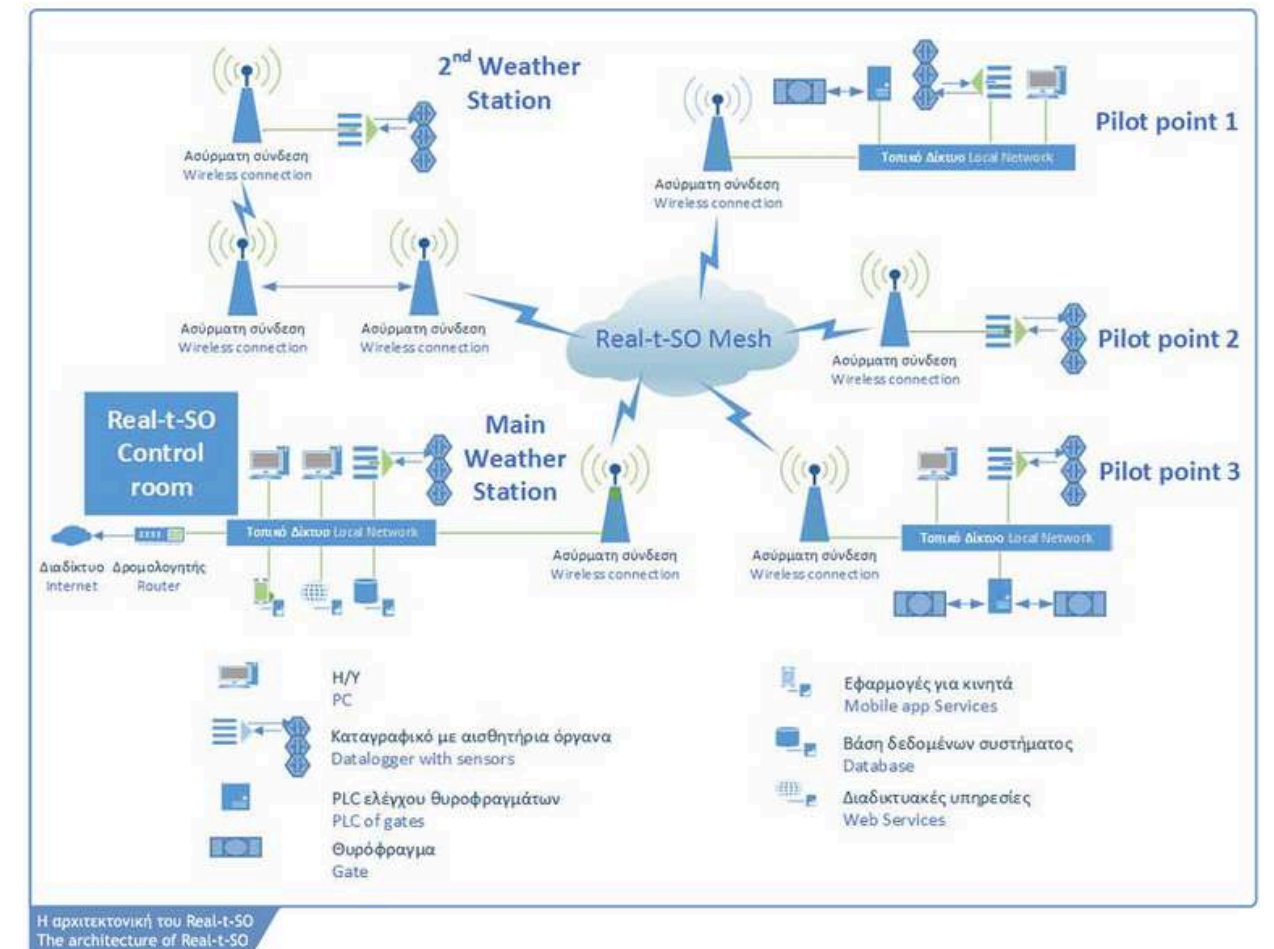 2nd Weather
Station
Ασύρματη σύνδεση
Wireless connection
Pilot point 1
Τοπικό Δίκτυο Local Network
Ασύρματη σύνδεση
Wireless connection
Ασύρματη σύνδεση
Wireless connection
Ασύρματη σύνδεση
Wireless connection
Real-t-SO Mesh
Pilot point 2
Ασύρματη σύνδεση
Wireless connection
Real-t-SO
Control
room
Main
Weather
Station
Τοπικό Δίκτυο Local Network
Διαδίκτυο
Internet
Δρομολογητής
Router
Ασύρματη σύνδεση
Wireless connection
Ασύρματη σύνδεση
Wireless connection
Pilot point 3
Τοπικό Δίκτυο Local Network
Η/Υ
PC
Καταγραφικό με αισθητήρια όργανα
Datalogger with sensors
PLC ελέγχου θυροφραγμάτων
PLC of gates
Θυρόφραγμα
Gate
Εφαρμογές για κινητά
Mobile app Services
Βάση δεδομένων συστήματος
Database
Διαδικτυακές υπηρεσίες
Web Services
Η αρχιτεκτονική του Real-t-SO
The architecture of Real-t-SO